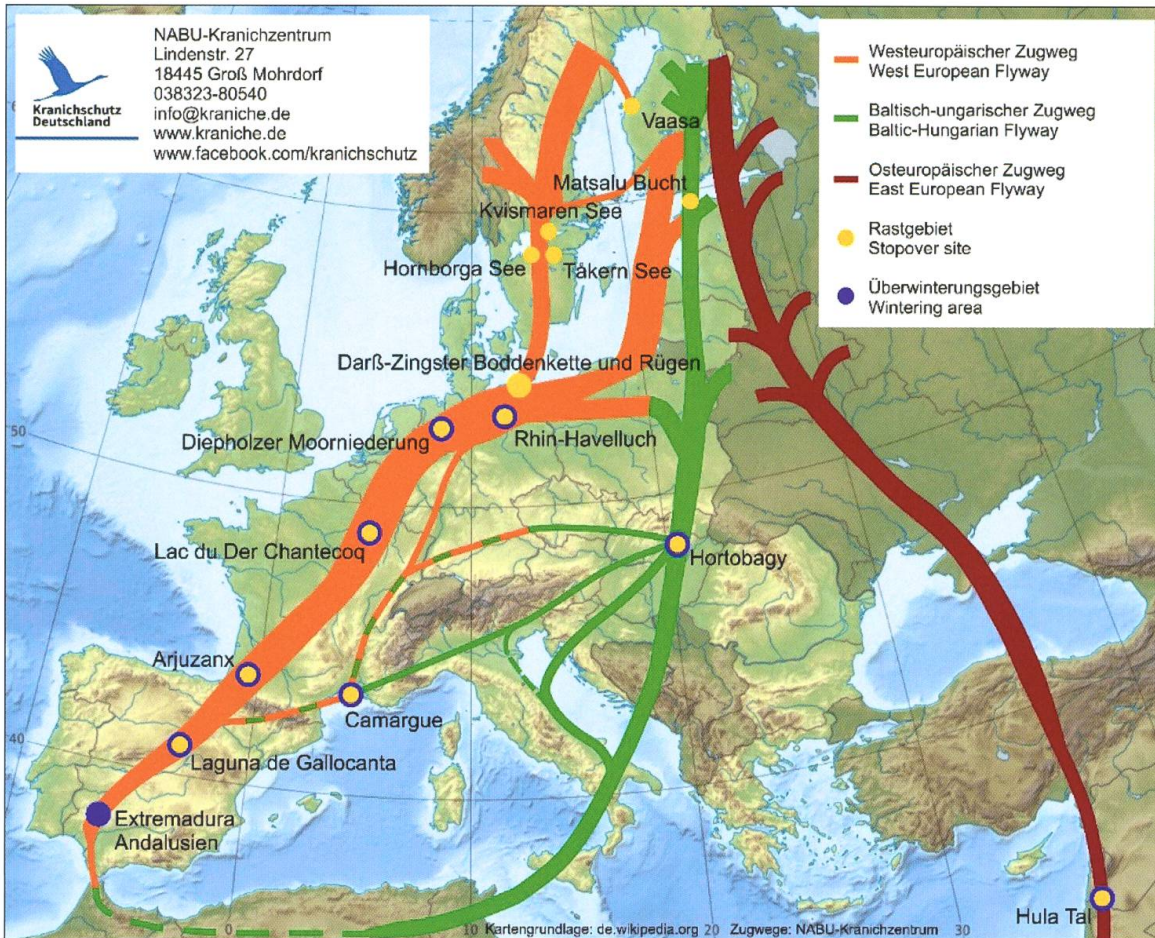 Kranichschutz
Deutschland
NABU-Kranichzentrum
Lindenstr. 27
18445 Groß Mohrdorf
038323-80540
info@kraniche.de
www.kraniche.de
www.facebook.com/kranichschutz
Westeuropäischer Zugweg
West European Flyway
Baltisch-ungarischer Zugweg
Baltic-Hungarian Flyway
Osteuropäischer Zugweg
East European Flyway
Rastgebiet
Stopover site
Überwinterungsgebiet
Wintering area
Vaasa
Matsalu Bucht
Kvismaren See
Hornborga See
Tåkern See
Darß-Zingster Boddenkette und Rügen
50
Diepholzer Moorniederung
Rhin-Havelluch
Lac du Der Chantecoq
Hortobagy
Arjuzanx
Camargue
40
Laguna de Gallocanta
Extremadura
Andalusien
Hula Tal
0
10
Kartengrundlage: de.wikipedia.org
20
Zugwege: NABU-Kranichzentrum
30